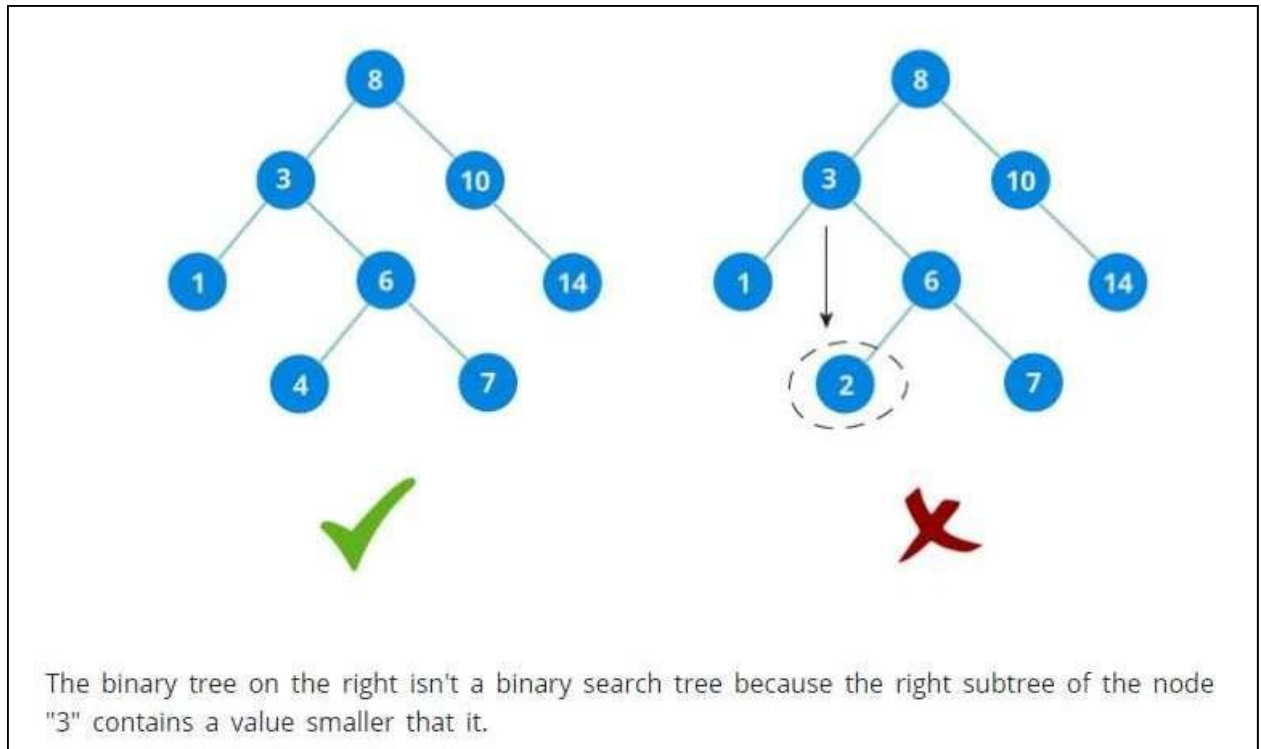 8 8
3 10 3 10
1 6 14 1 6 14
4 7 2 7
The binary tree on the right isn't a binary search tree because the right subtree of the node
"3" contains a value smaller that it.